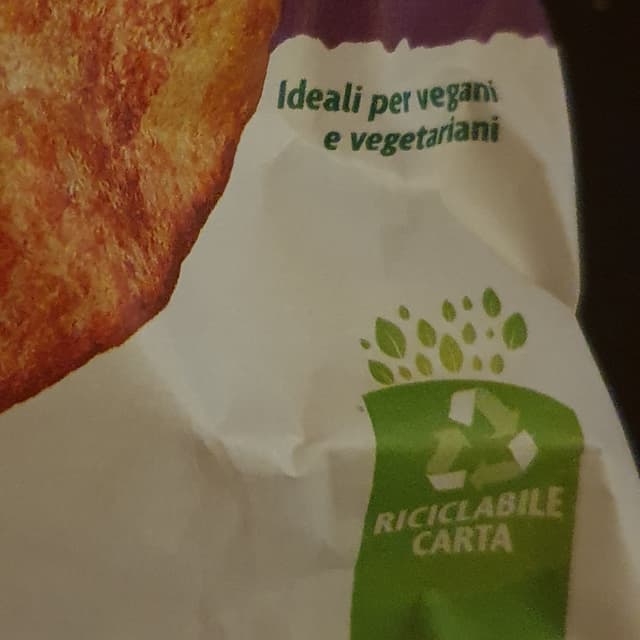 Ideali per vegani
e vegetariani
RICICLABILE
CARTA